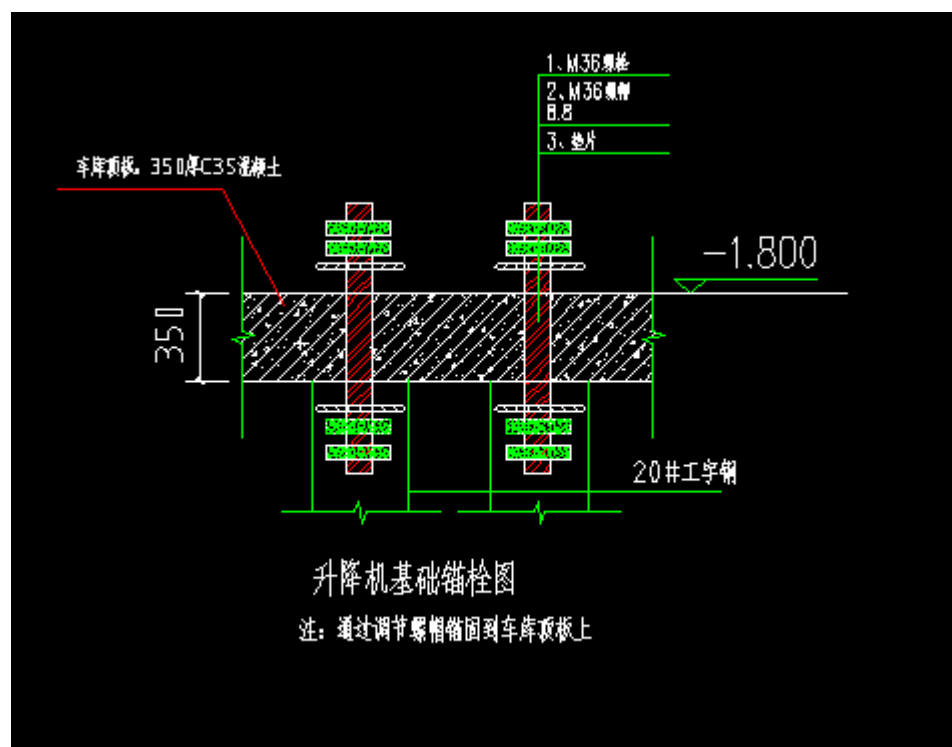 1、M36螺栓
2、M36螺帽
8.8
3、垫片
车库顶板，350厚C35混凝土
-1.800
350
20#工字钢
升降机基础锚栓图
注：通过调节螺帽锚固到车库顶板上